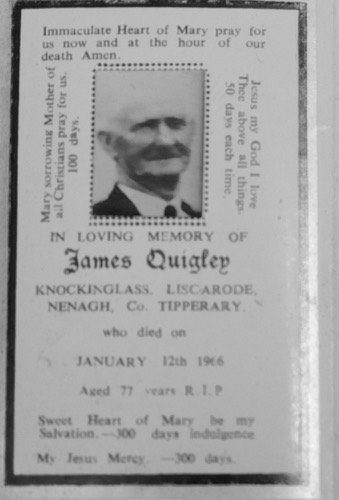 Immaculate Heart of Mary pray for
us now and at the hour of our
death Amen.
Mary sorrowing Mother of
all Christians pray for us.
100 days.
Jesus my God I love
Thee above all things.
50 days each time.
IN LOVING MEMORY OF
James Quigley
KNOCKINGLASS, LISCARODE,
NENAGH, Co. TIPPERARY.
who died on
JANUARY 12th 1966
Aged 77 years R.I.P
Sweet Heart of Mary be my
Salvation.—300 days indulgence
My Jesus Mercy. —300 days.